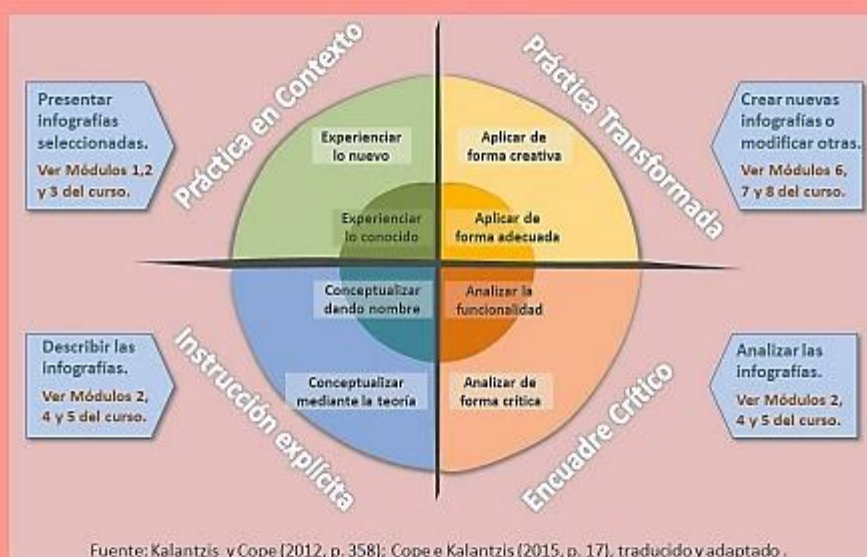 Práctica en Contexto
Práctica Transformada
Presentar
infografías
seleccionadas.
Ver Módulos 1,2
y 3 del curso.
Experienciar
lo nuevo
Aplicar de
forma creativa
Crear nuevas
infografías o
modificar otras.
Ver Módulos 6,
7 y 8 del curso.
Experienciar
lo conocido
Aplicar de
forma adecuada
Conceptualizar
dando nombre
Analizar la
funcionalidad
Describir las
infografías.
Ver Módulos 2,
4 y 5 del curso.
Conceptualizar
mediante la teoría
Analizar de
forma crítica
Analizar las
infografías.
Ver Módulos 2,
4 y 5 del curso.
Instrucción explícita
Encuadre Crítico
Fuente: Kalantzis y Cope (2012, p. 358); Cope e Kalantzis (2015, p. 17), traducido y adaptado.